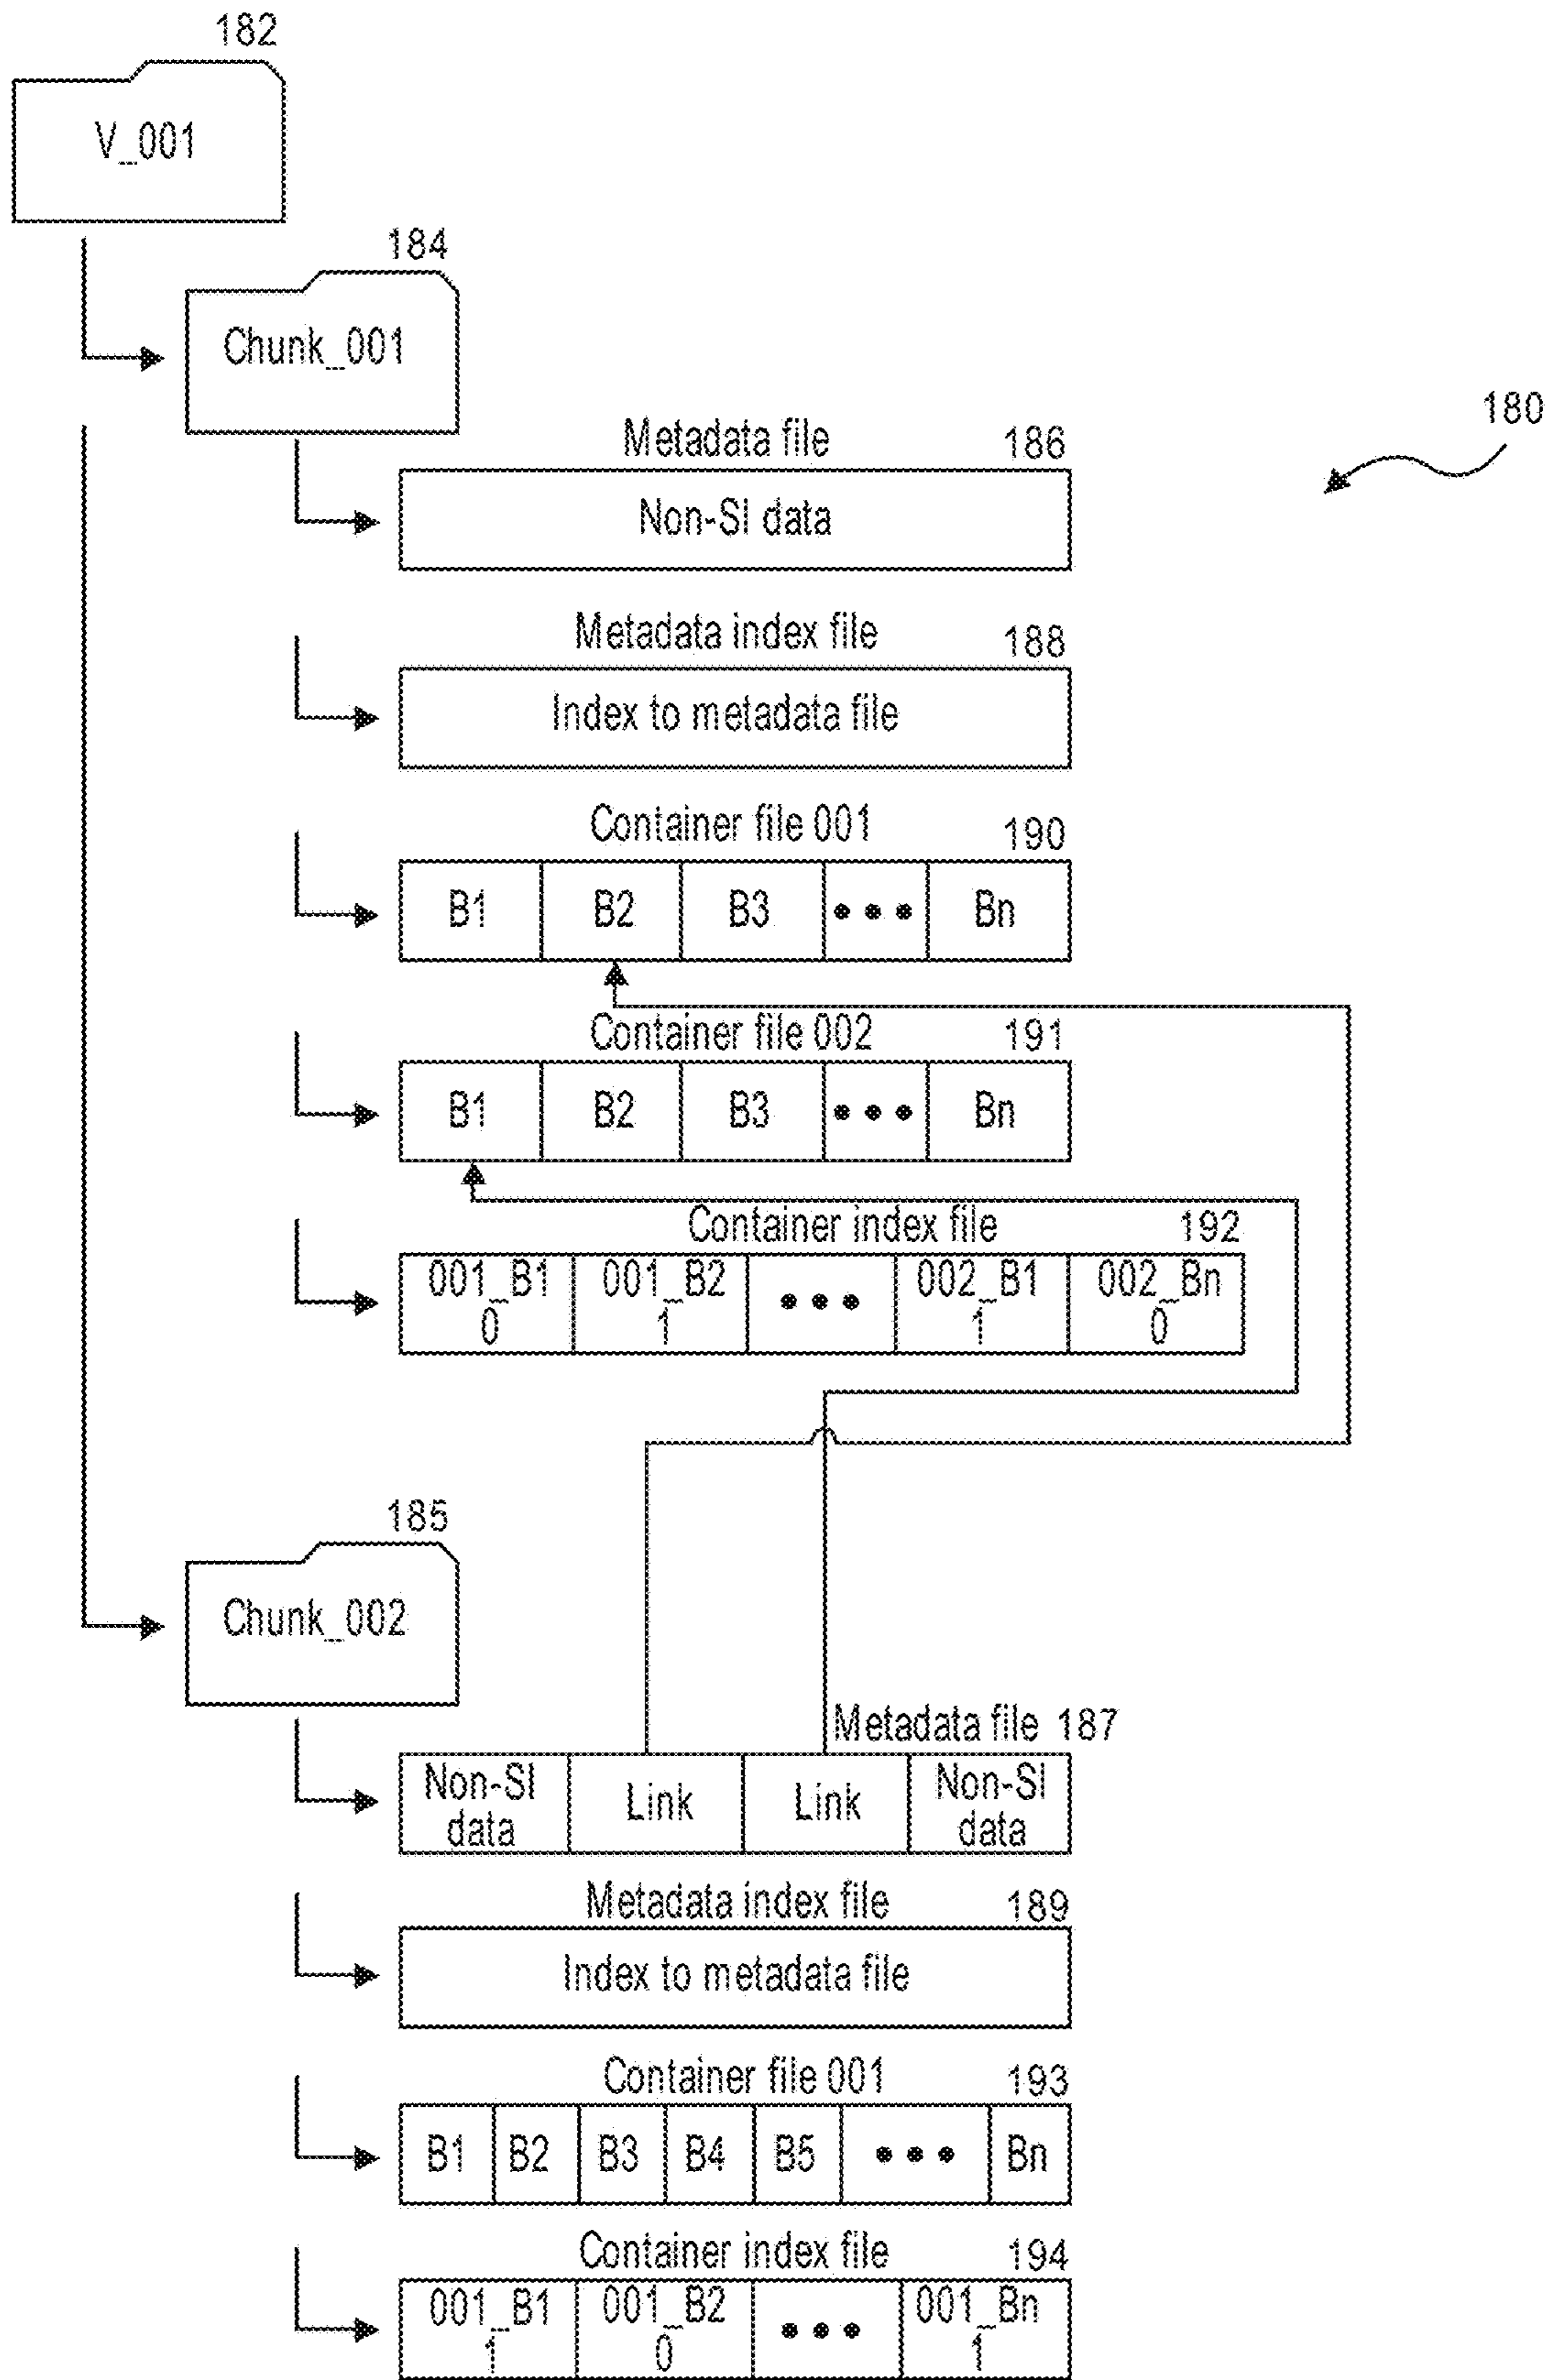 182
V_001
184
Chunk_001
180
Metadata file 186
Non-SI data
Metadata index file 188
Index to metadata file
Container file 001 190
B1 B2 B3 ••• Bn
Container file 002 191
B1 B2 B3 ••• Bn
Container index file 192
001_B1 001_B2 ••• 002_B1 002_Bn
0 1 1 0
185
Chunk_002
Metadata file 187
Non-SI Link Link Non-SI
data data
Metadata index file 189
Index to metadata file
Container file 001 193
B1 B2 B3 B4 B5 ••• Bn
Container index file 194
001_B1 001_B2 ••• 001_Bn
1 0 1